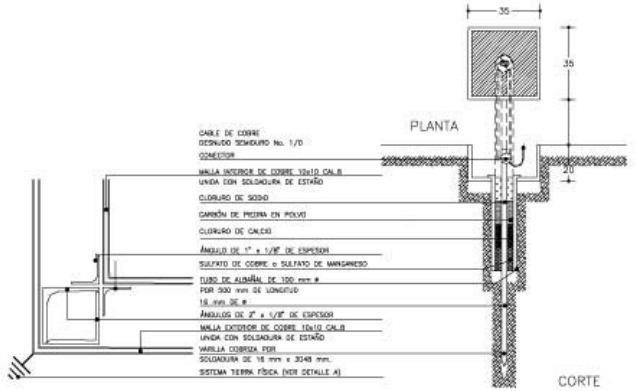 35
35
PLANTA
20
CABLE DE COBRE
DESNUDO SEMIDURO No. 1/0
CONECTOR
MALLA INTERIOR DE COBRE 10x10 CAL.8
UNIDA CON SOLDADURA DE ESTAÑO
CLORURO DE SODIO
CARBÓN DE PIEDRA EN POLVO
CLORURO DE CALCIO
ÁNGULO DE 1" x 1/8" DE ESPESOR
SULFATO DE COBRE o SULFATO DE MANGANESO
TUBO DE ALBAÑAL DE 100 mm ø
POR 500 mm DE LONGITUD
19 mm DE ø
ÁNGULOS DE 2" x 1/8" DE ESPESOR
MALLA EXTERIOR DE COBRE 10x10 CAL.8
UNIDA CON SOLDADURA DE ESTAÑO
VARILLA COBRIZA POR
SOLDADURA DE 16 mm x 3048 mm.
SISTEMA TIERRA FÍSICA (VER DETALLE A)
CORTE